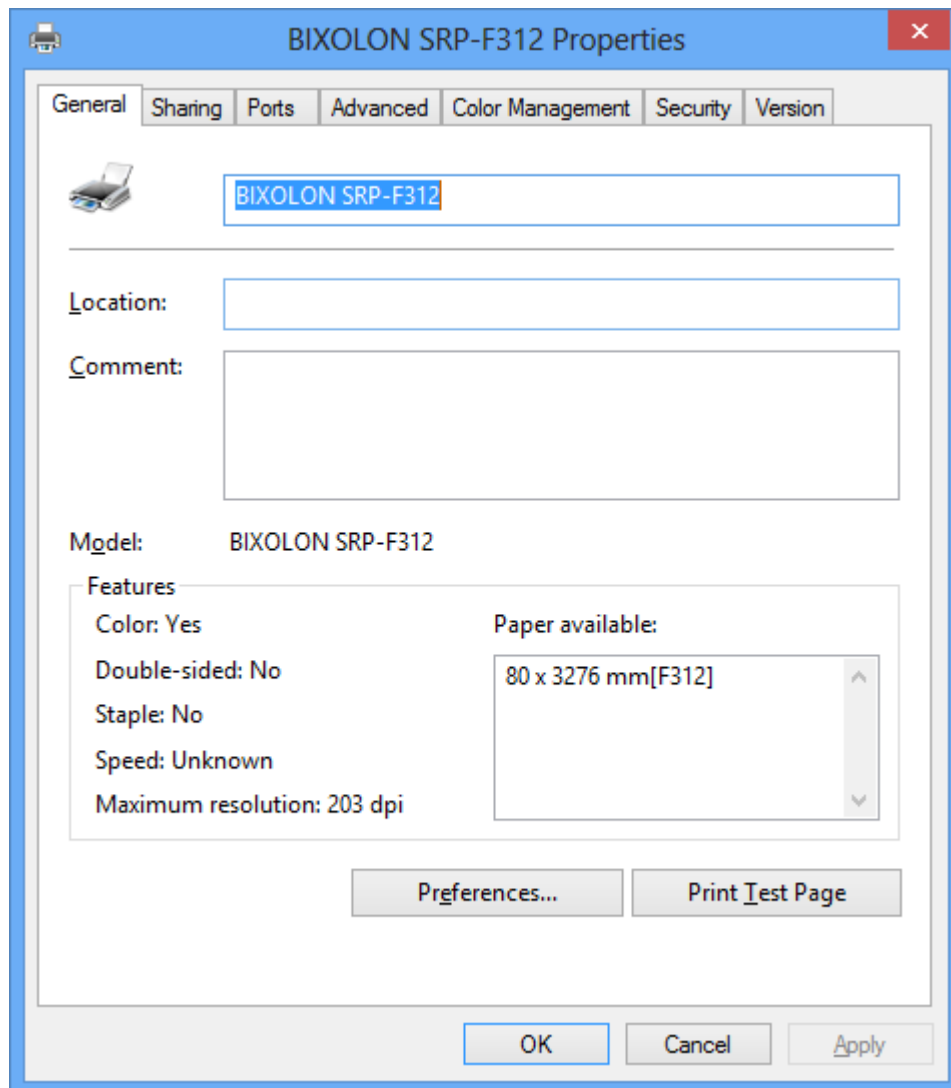 BIXOLON SRP-F312 Properties
General Sharing Ports Advanced Color Management Security Version
BIXOLON SRP-F312
Location:
Comment:
Model: BIXOLON SRP-F312
Features
Color: Yes Paper available:
Double-sided: No 80 x 3276 mm[F312]
Staple: No
Speed: Unknown
Maximum resolution: 203 dpi
Preferences... Print Test Page
OK Cancel Apply